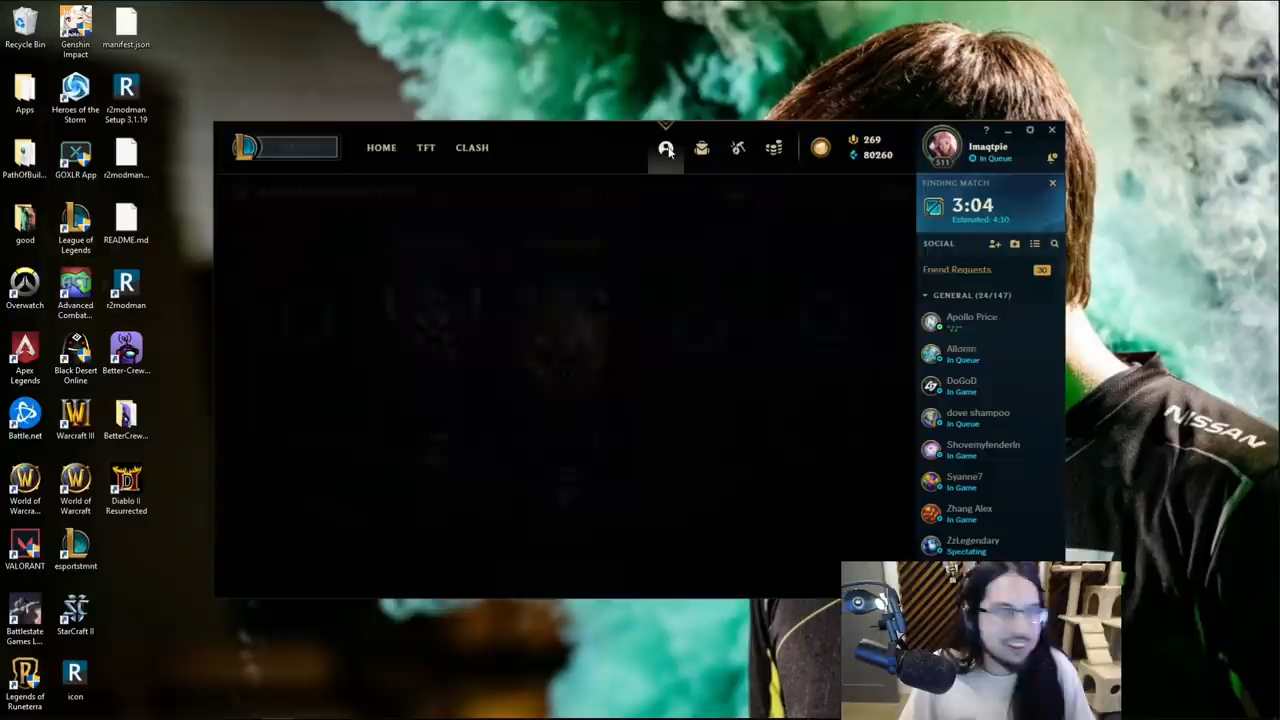 Recycle Bin
Genshin
Impact
manifest.json
Apps
Heroes of the
Storm
r2modman
Setup 3.1.19
PathOfBuil...
GOXLR App
r2modman...
good
League of
Legends
README.md
Overwatch
Advanced
Combat...
r2modman
Apex
Legends
Black Desert
Online
Better-Crew...
Battle.net
Warcraft III
BetterCrew...
World of
Warcra...
World of
Warcraft
Diablo II
Resurrected
VALORANT
esportstmnt
Battlestate
Games L...
StarCraft II
Legends of
Runeterra
icon
HOME
TFT
CLASH
269
80260
511
Imaqtpie
In Queue
FINDING MATCH
3:04
Estimated: 4:10
SOCIAL
Friend Requests
30
GENERAL (24/147)
Apollo Price
In Queue
DoGoD
In Game
dove shampoo
In Queue
Shovemyfenderin
In Game
Syanne7
In Game
Zhang Alex
In Game
ZzLegendary
Spectating
NISSAN